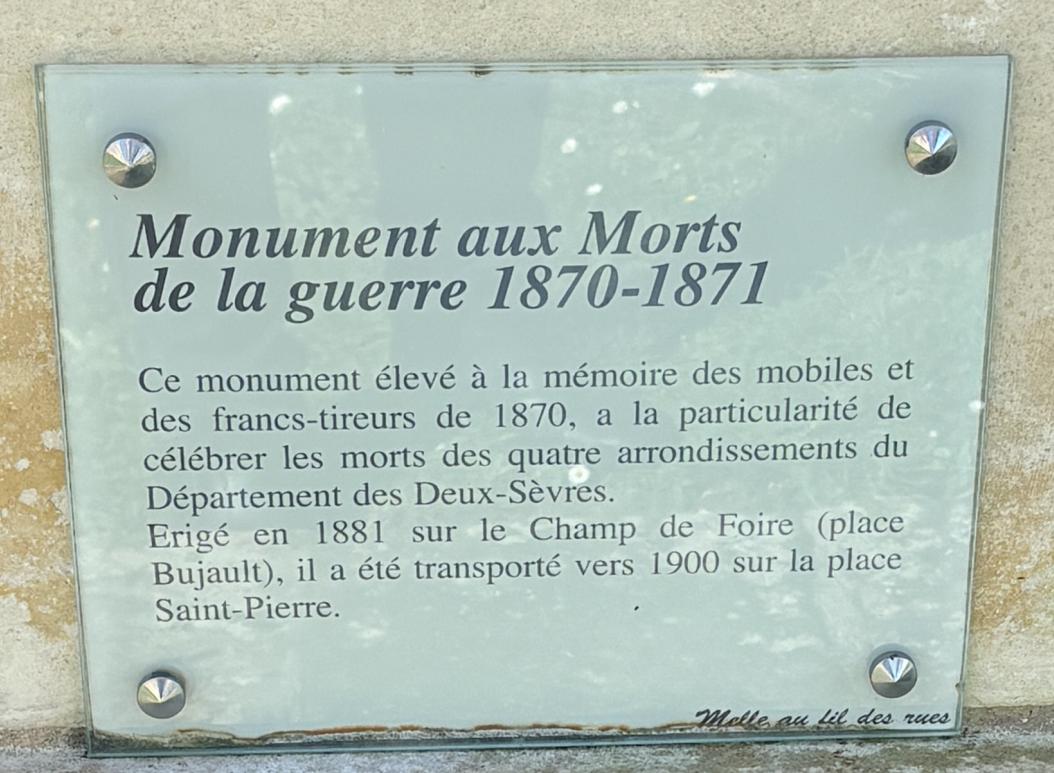 Monument aux Morts
de la guerre 1870-1871
Ce monument élevé à la mémoire des mobiles et
des francs-tireurs de 1870, a la particularité de
célébrer les morts des quatre arrondissements du
Département des Deux-Sèvres.
Erigé en 1881 sur le Champ de Foire (place
Bujault), il a été transporté vers 1900 sur la place
Saint-Pierre.
Melle au fil des rues